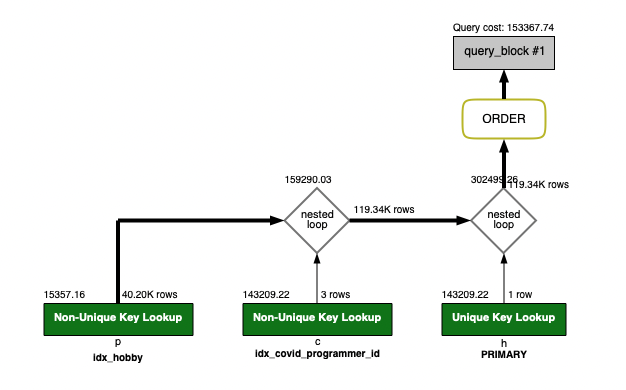 Query cost: 153367.74
query_block #1
ORDER
159290.03
302499.26
119.34K rows
nested
loop
119.34K rows
nested
loop
15357.16
40.20K rows
143209.22
3 rows
143209.22
1 row
Non-Unique Key Lookup
Non-Unique Key Lookup
Unique Key Lookup
p
c
h
idx_hobby
idx_covid_programmer_id
PRIMARY